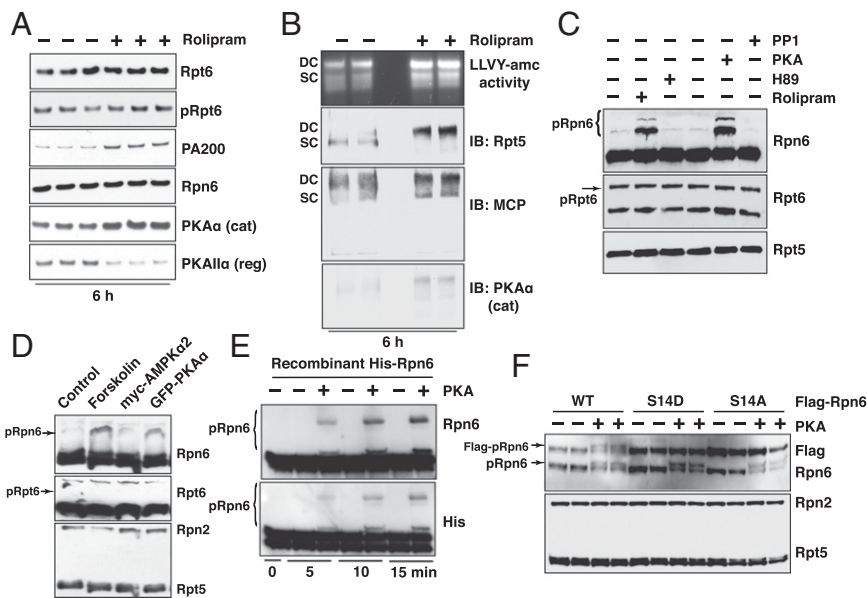 A
− − − + + + Rolipram
Rpt6
pRpt6
PA200
Rpn6
PKAα (cat)
PKAIIα (reg)
6 h
B
− − + + Rolipram
DC
SC
LLVY-amc
activity
DC
SC
IB: Rpt5
DC
SC
IB: MCP
IB: PKAα
(cat)
6 h
C
− − − − − + PP1
− − − − + − PKA
− − + − − − H89
− + − − − − Rolipram
pRpn6
Rpn6
pRpt6
Rpt6
Rpt5
D
Control
Forskolin
myc-AMPKα2
GFP-PKAα
pRpn6
Rpn6
pRpt6
Rpt6
Rpn2
Rpt5
E
Recombinant His-Rpn6
− − + − + − + PKA
pRpn6
Rpn6
pRpn6
His
0 5 10 15 min
F
WT S14D S14A Flag-Rpn6
− − + + − − + + − − + + PKA
Flag-pRpn6
Flag
pRpn6
Rpn6
Rpn2
Rpt5